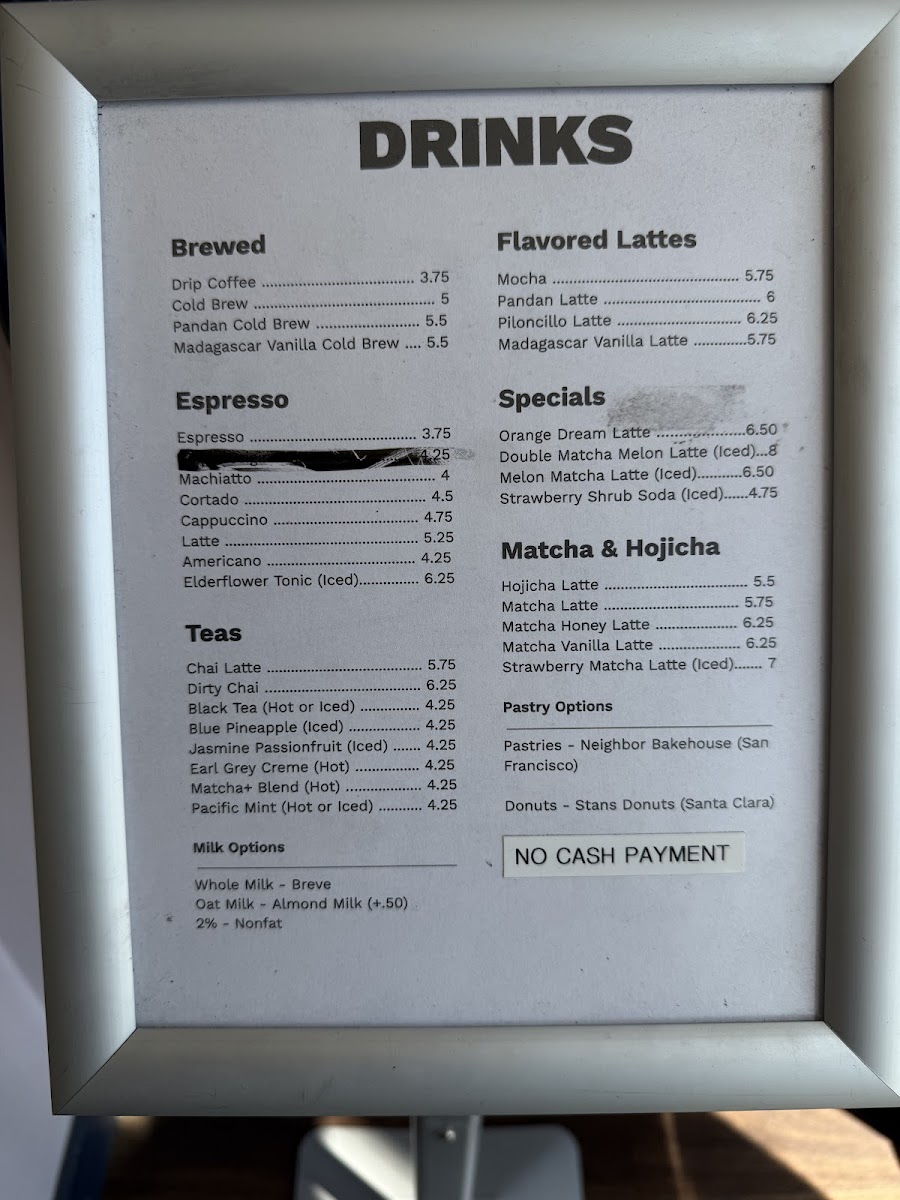 DRINKS
Brewed
Drip Coffee ........ 3.75
Cold Brew ........ 5
Pandan Cold Brew ........ 5.5
Madagascar Vanilla Cold Brew .... 5.5
Espresso
Espresso ........ 3.75
4.25
Machiatto ........ 4
Cortado ........ 4.5
Cappuccino ........ 4.75
Latte ........ 5.25
Americano ........ 4.25
Elderflower Tonic (Iced)........ 6.25
Teas
Chai Latte ........ 5.75
Dirty Chai ........ 6.25
Black Tea (Hot or Iced) ........ 4.25
Blue Pineapple (Iced) ........ 4.25
Jasmine Passionfruit (Iced) ....... 4.25
Earl Grey Creme (Hot) ........ 4.25
Matcha+ Blend (Hot) ........ 4.25
Pacific Mint (Hot or Iced) .......... 4.25
Milk Options
Whole Milk - Breve
Oat Milk - Almond Milk (+.50)
2% - Nonfat
Flavored Lattes
Mocha ........ 5.75
Pandan Latte ........ 6
Piloncillo Latte ........ 6.25
Madagascar Vanilla Latte ........5.75
Specials
Orange Dream Latte ........6.50
Double Matcha Melon Latte (Iced)...8
Melon Matcha Latte (Iced)........6.50
Strawberry Shrub Soda (Iced)......4.75
Matcha & Hojicha
Hojicha Latte ........ 5.5
Matcha Latte ........ 5.75
Matcha Honey Latte ........ 6.25
Matcha Vanilla Latte ........ 6.25
Strawberry Matcha Latte (Iced)....... 7
Pastry Options
Pastries - Neighbor Bakehouse (San
Francisco)
Donuts - Stans Donuts (Santa Clara)
NO CASH PAYMENT